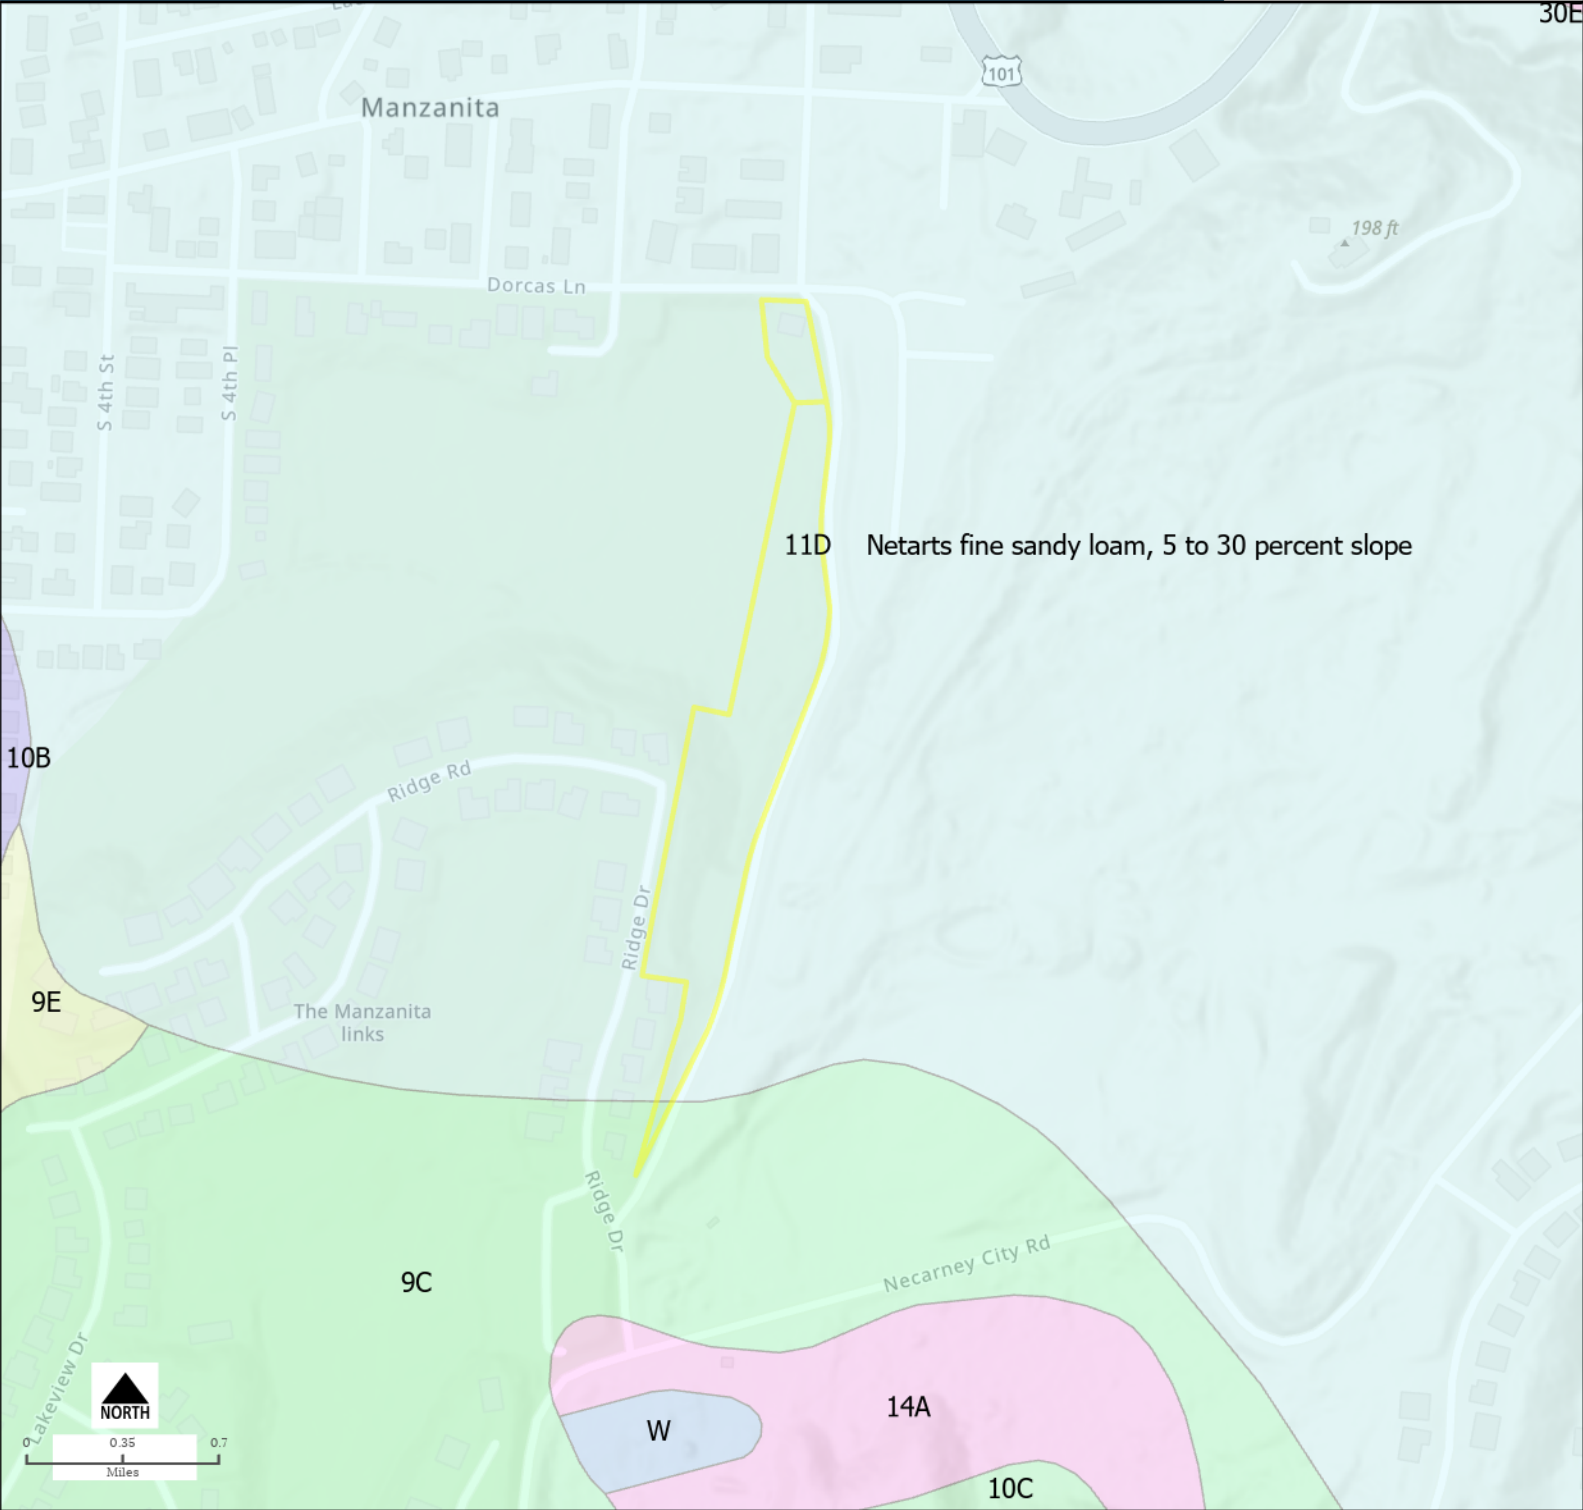 30E
101
Manzanita
198 ft
Dorcas Ln
S 4th St
S 4th Pl
11D Netarts fine sandy loam, 5 to 30 percent slope
10B
Ridge Rd
Ridge Dr
9E
The Manzanita
links
Ridge Dr
Necarney City Rd
9C
Lakeview Dr
NORTH
0 0.35 0.7
Miles
14A
W
10C